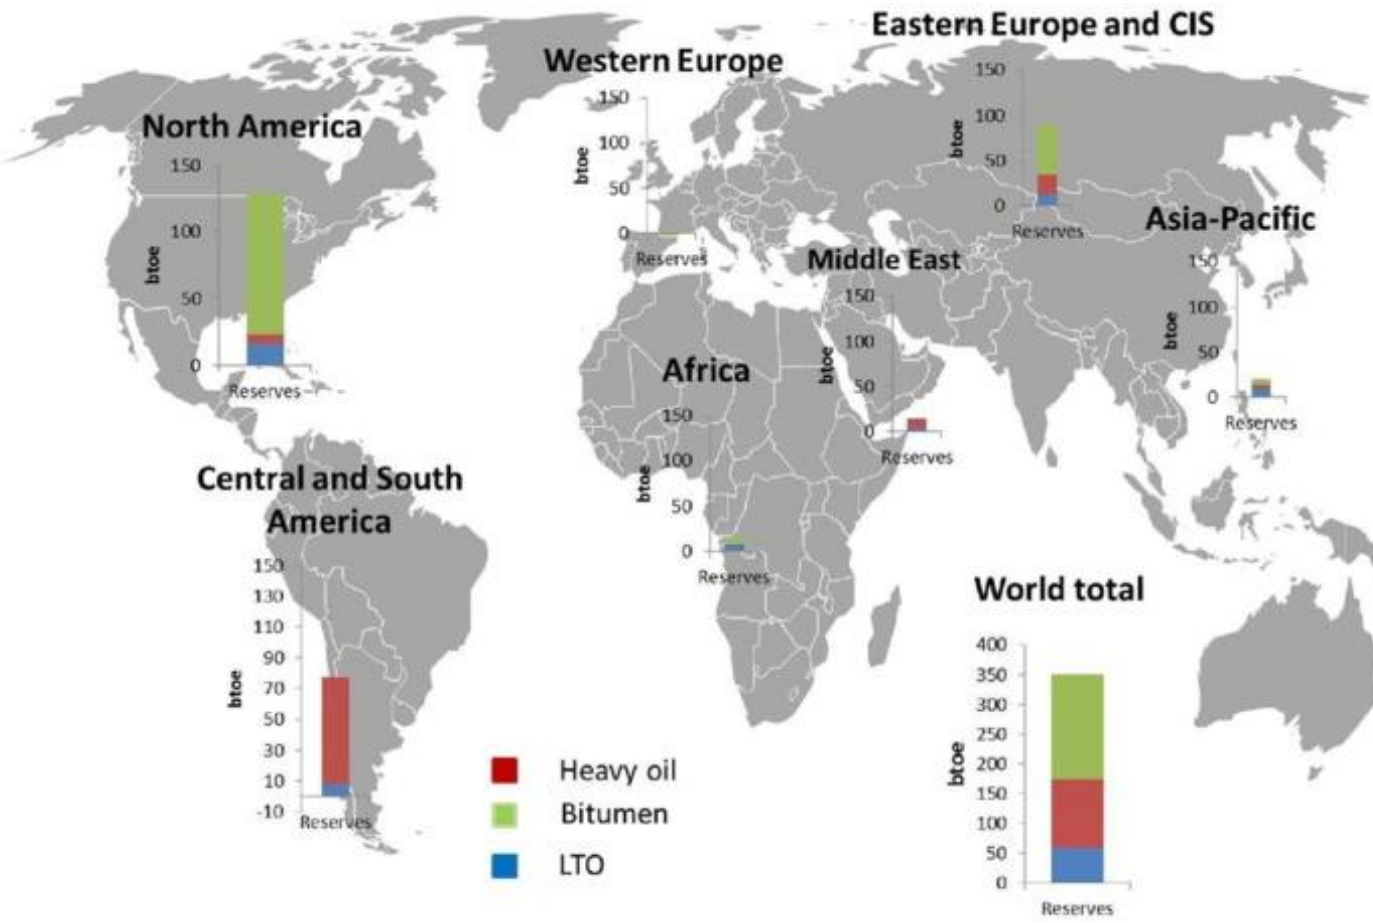 Eastern Europe and CIS
150
100
50
0
btoe
Reserves
Western Europe
150
100
50
0
btoe
Reserves
North America
150
100
50
0
btoe
Reserves
Asia-Pacific
150
100
50
0
btoe
Reserves
Middle East
150
100
50
0
btoe
Reserves
Africa
150
100
50
0
btoe
Reserves
Central and South
America
150
130
110
90
70
50
30
10
-10
btoe
Reserves
World total
400
350
300
250
200
150
100
50
0
btoe
Reserves
Heavy oil
Bitumen
LTO